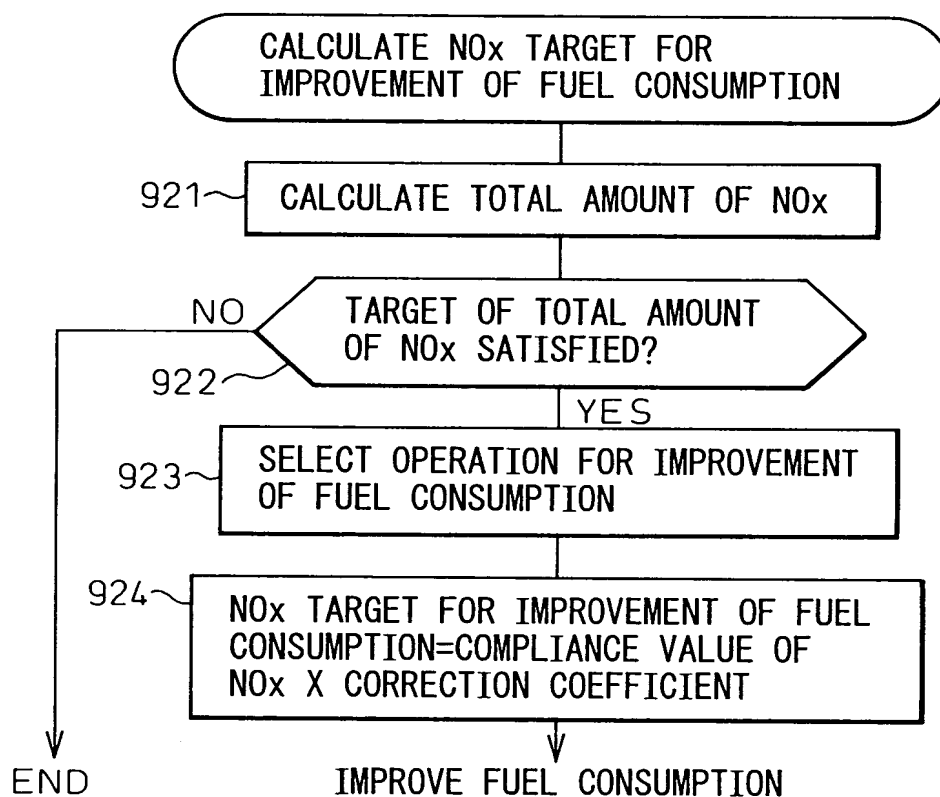 CALCULATE NOx TARGET FOR
IMPROVEMENT OF FUEL CONSUMPTION
921
CALCULATE TOTAL AMOUNT OF NOx
NO
TARGET OF TOTAL AMOUNT
OF NOx SATISFIED?
922
YES
923
SELECT OPERATION FOR IMPROVEMENT
OF FUEL CONSUMPTION
924
NOx TARGET FOR IMPROVEMENT OF FUEL
CONSUMPTION=COMPLIANCE VALUE OF
NOx X CORRECTION COEFFICIENT
END
IMPROVE FUEL CONSUMPTION